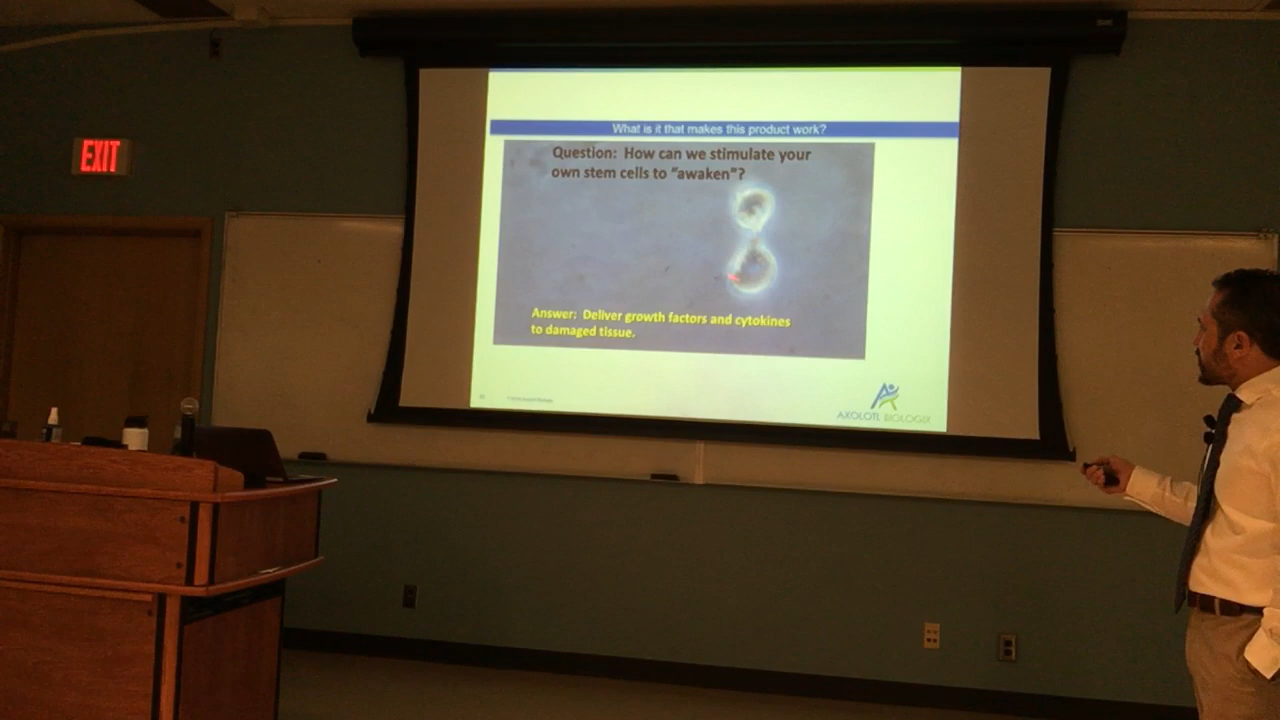 EXIT
What is it that makes this product work?
Question: How can we stimulate your
own stem cells to "awaken"?
Answer: Deliver growth factors and cytokines
to damaged tissue.
AXOLOTL BIOLOGIX